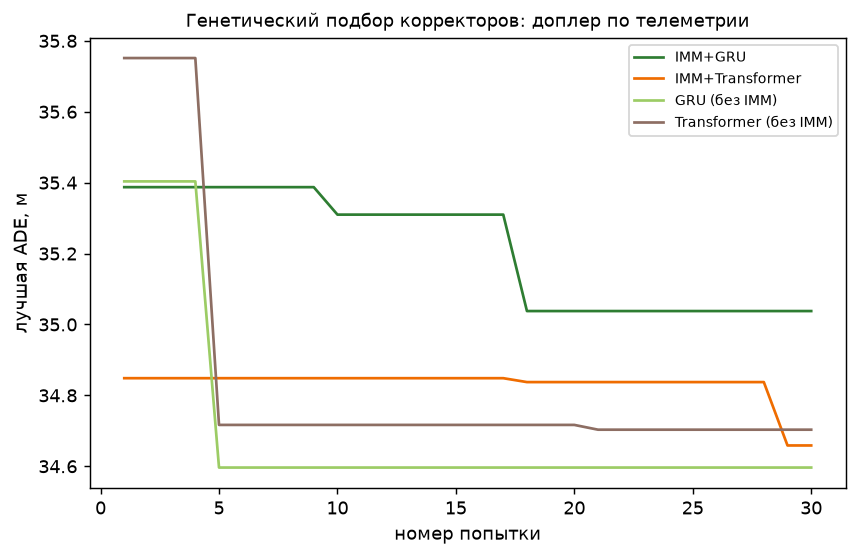 Генетический подбор корректоров: доплер по телеметрии
35.8
35.6
35.4
35.2
35.0
34.8
34.6
лучшая ADE, м
IMM+GRU
IMM+Transformer
GRU (без IMM)
Transformer (без IMM)
0 5 10 15 20 25 30
номер попытки